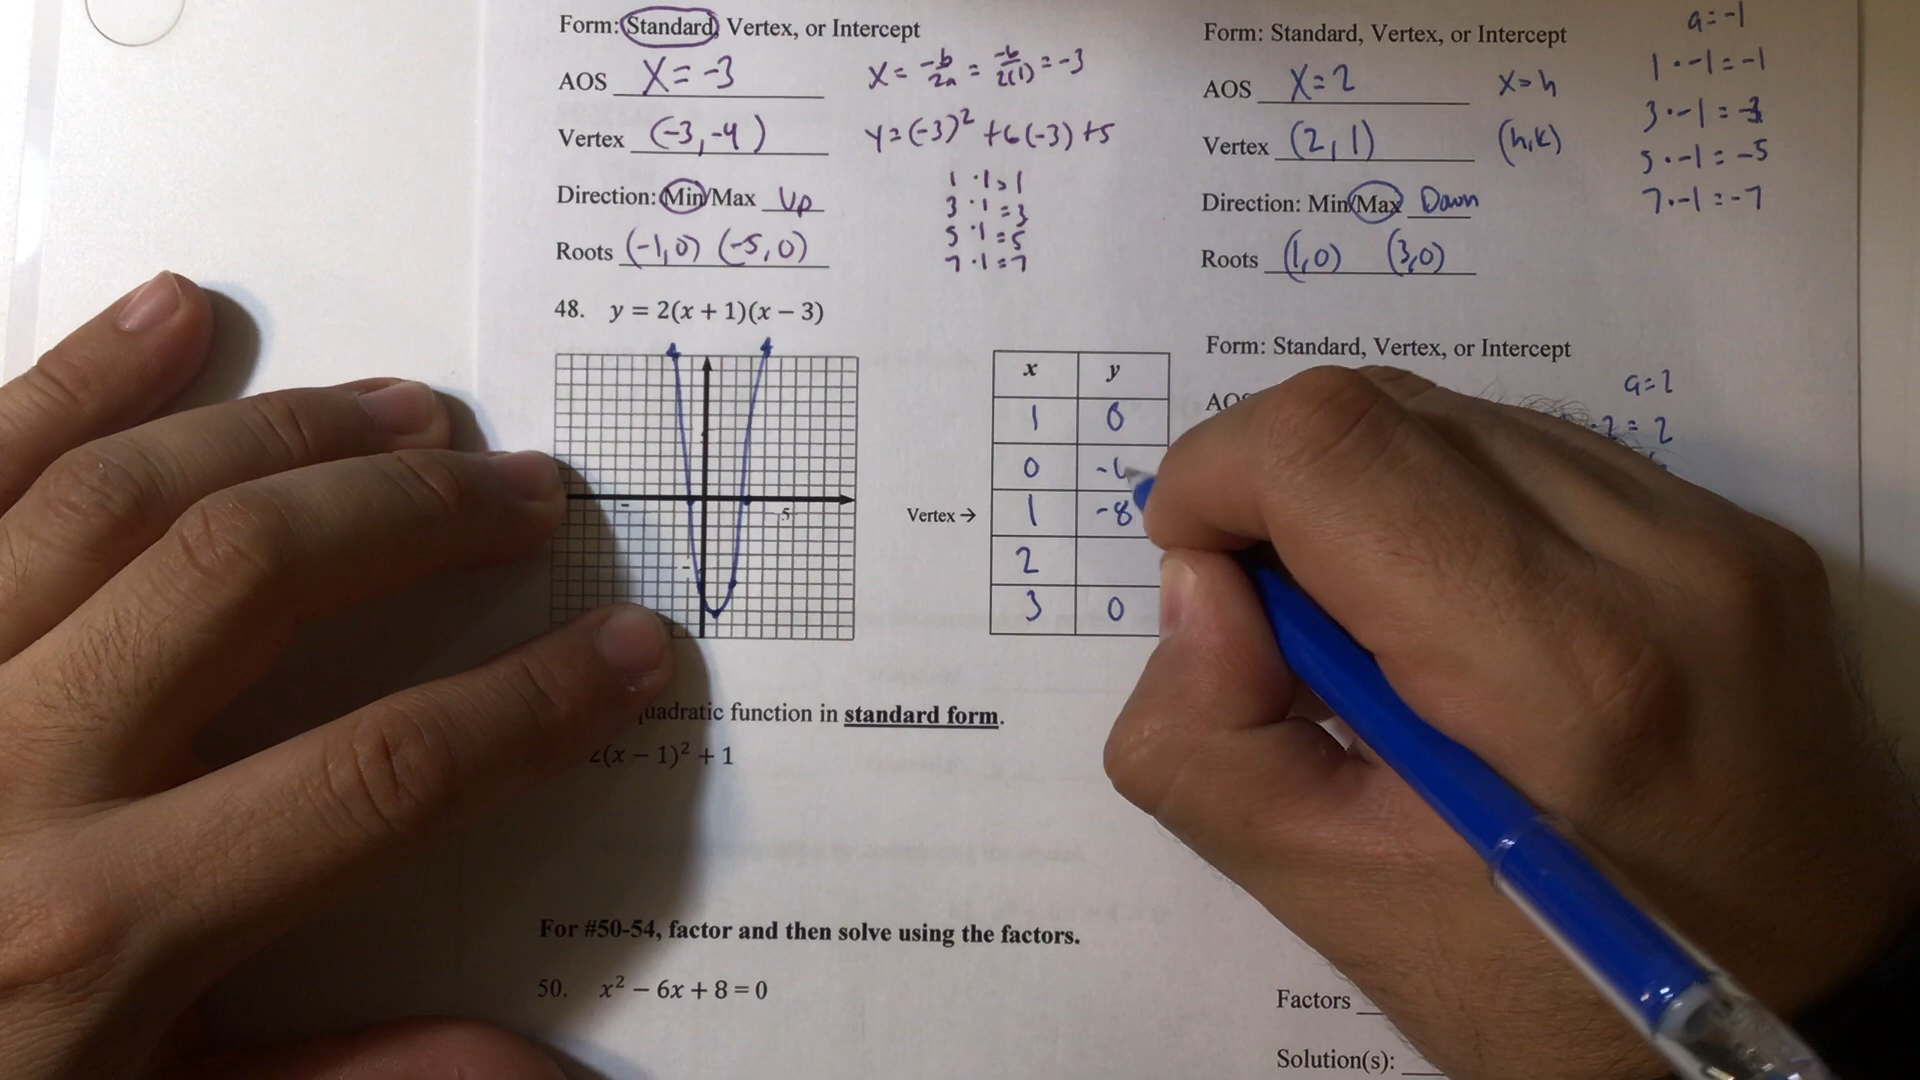 Form: Standard, Vertex, or Intercept
AOS x = -3
x = -b/2a = -6/2(1) = -3
Vertex (-3, -4)
y = (-3)² + 6(-3) + 5
Direction: Min/Max Up
1 · 1 = 1
3 · 1 = 3
5 · 1 = 5
7 · 1 = 7
Roots (-1, 0) (-5, 0)
Form: Standard, Vertex, or Intercept
a = -1
AOS x = 2
x = h
1 · -1 = -1
3 · -1 = -3
Vertex (2, 1)
(h, k)
5 · -1 = -5
7 · -1 = -7
Direction: Min/Max Down
Roots (1, 0) (3, 0)
48. y = 2(x + 1)(x − 3)
5
Vertex →
x y
1 0
0 -6
1 -8
2
3 0
Form: Standard, Vertex, or Intercept
a = 2
· 2 = 2
quadratic function in standard form.
(x − 1)² + 1
For #50-54, factor and then solve using the factors.
50. x² − 6x + 8 = 0
Factors
Solution(s):